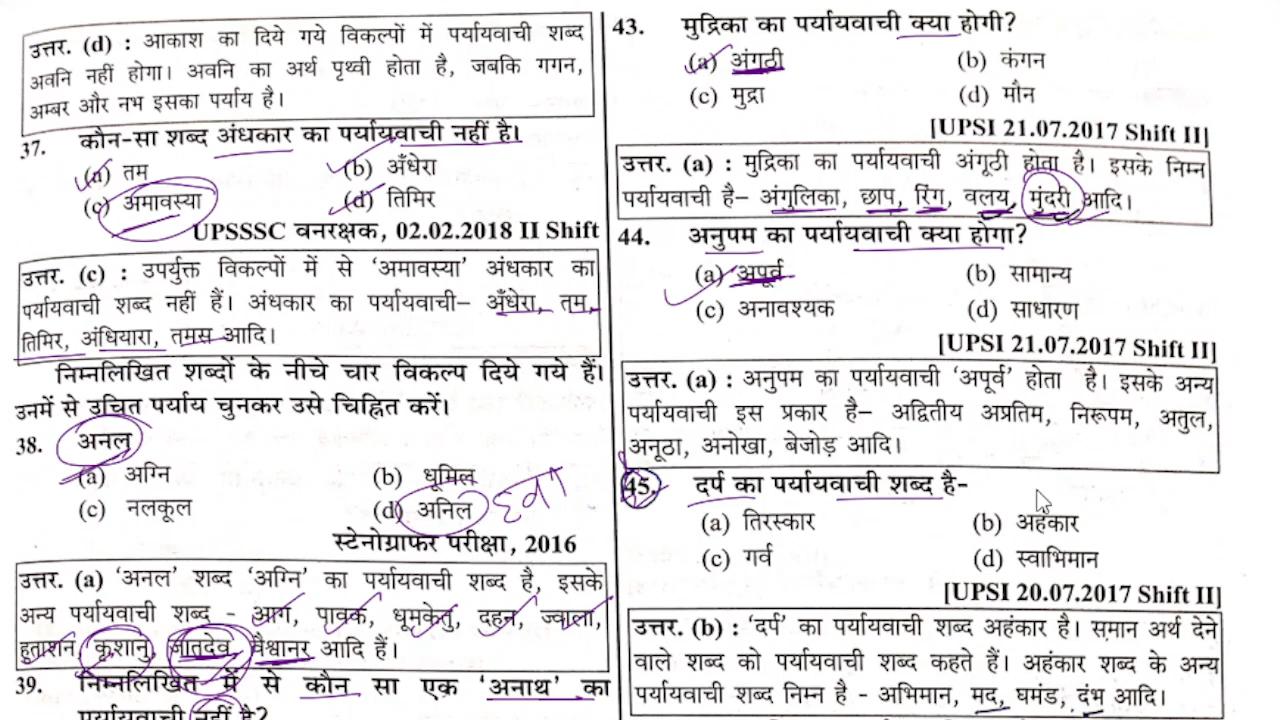 उत्तर. (d) : आकाश का दिये गये विकल्पों में पर्यायवाची शब्द
अवनि नहीं होगा। अवनि का अर्थ पृथ्वी होता है, जबकि गगन,
अम्बर और नभ इसका पर्याय है।
37. कौन-सा शब्द अंधकार का पर्यायवाची नहीं है।
(a) तम (b) अँधेरा
(c) अमावस्या (d) तिमिर
UPSSSC वनरक्षक, 02.02.2018 II Shift
उत्तर. (c) : उपर्युक्त विकल्पों में से ‘अमावस्या’ अंधकार का
पर्यायवाची शब्द नहीं हैं। अंधकार का पर्यायवाची– अँधेरा, तम,
तिमिर, अंधियारा, तमस आदि।
निम्नलिखित शब्दों के नीचे चार विकल्प दिये गये हैं।
उनमें से उचित पर्याय चुनकर उसे चिह्नित करें।
38. अनल
(a) अग्नि (b) धूमिल
(c) नलकूल (d) अनिल हवा
स्टेनोग्राफर परीक्षा, 2016
उत्तर. (a) ‘अनल’ शब्द ‘अग्नि’ का पर्यायवाची शब्द है, इसके
अन्य पर्यायवाची शब्द - आग, पावक, धूमकेतु, दहन, ज्वाला,
हुताशन, कृशानु, जातदेव, वैश्वानर आदि हैं।
39. निम्नलिखित में से कौन सा एक ‘अनाथ’ का
पर्यायवाची नहीं है?
43. मुद्रिका का पर्यायवाची क्या होगी?
(a) अंगूठी (b) कंगन
(c) मुद्रा (d) मौन
[UPSI 21.07.2017 Shift II]
उत्तर. (a) : मुद्रिका का पर्यायवाची अंगूठी होता है। इसके निम्न
पर्यायवाची है– अंगुलिका, छाप, रिंग, वलय, मुंदरी आदि।
44. अनुपम का पर्यायवाची क्या होगा?
(a) अपूर्व (b) सामान्य
(c) अनावश्यक (d) साधारण
[UPSI 21.07.2017 Shift II]
उत्तर. (a) : अनुपम का पर्यायवाची ‘अपूर्व’ होता है। इसके अन्य
पर्यायवाची इस प्रकार है– अद्वितीय अप्रतिम, निरूपम, अतुल,
अनूठा, अनोखा, बेजोड़ आदि।
45. दर्प का पर्यायवाची शब्द है-
(a) तिरस्कार (b) अहंकार
(c) गर्व (d) स्वाभिमान
[UPSI 20.07.2017 Shift II]
उत्तर. (b) : ‘दर्प’ का पर्यायवाची शब्द अहंकार है। समान अर्थ देने
वाले शब्द को पर्यायवाची शब्द कहते हैं। अहंकार शब्द के अन्य
पर्यायवाची शब्द निम्न है - अभिमान, मद, घमंड, दंभ आदि।